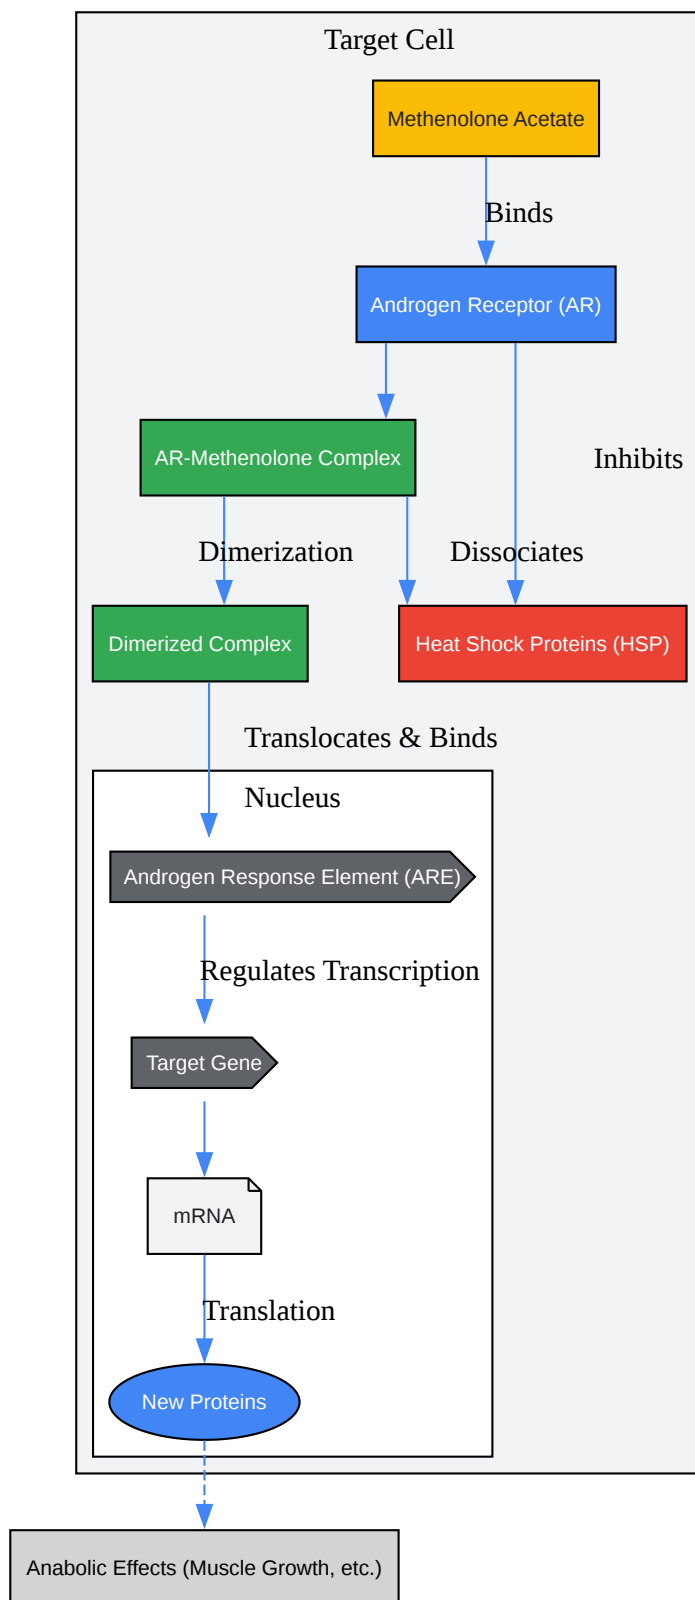 Target Cell
Methenolone Acetate
Binds
Androgen Receptor (AR)
AR-Methenolone Complex
Inhibits
Dimerization
Dissociates
Dimerized Complex
Heat Shock Proteins (HSP)
Translocates & Binds
Nucleus
Androgen Response Element (ARE)
Regulates Transcription
Target Gene
mRNA
Translation
New Proteins
Anabolic Effects (Muscle Growth, etc.)